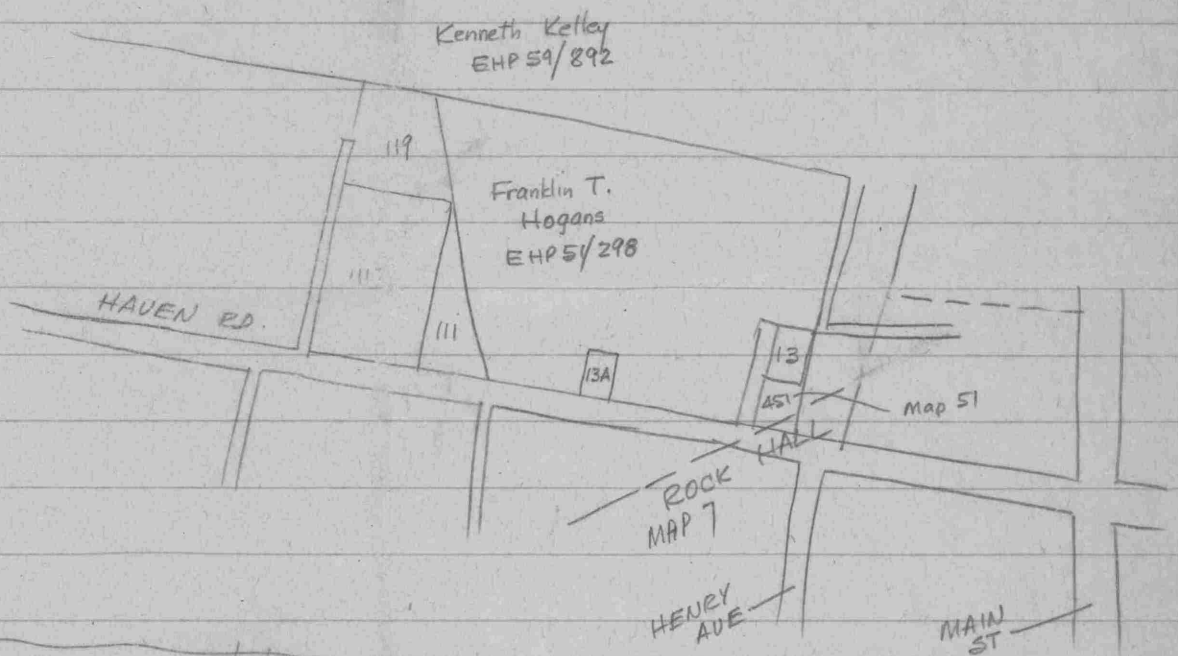 Kenneth Kelley
EHP 59/892
119
Franklin T.
Hogans
EHP 51/298
111
HAVEN RD.
111
13
13A
451
Map 51
HALL
ROCK
MAP 7
HENRY
AVE
MAIN
ST